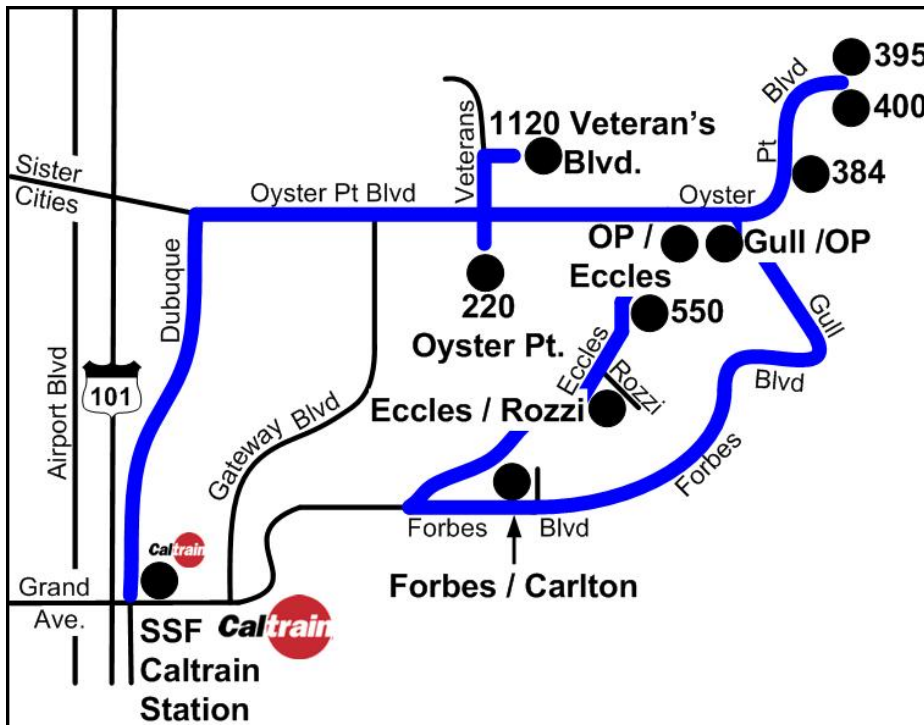 395
Blvd
400
1120 Veteran's
Blvd.
Veterans
Pt
384
Sister
Cities
Oyster Pt Blvd
Oyster
OP /
Eccles
Gull /OP
220
Oyster Pt.
550
Dubuque
Gull
Eccles
Rozzi
Blvd
101
Airport Blvd
Gateway Blvd
Eccles / Rozzi
Forbes
Forbes
Blvd
Caltrain
Forbes / Carlton
Grand
Ave.
SSF
Caltrain
Station
Caltrain